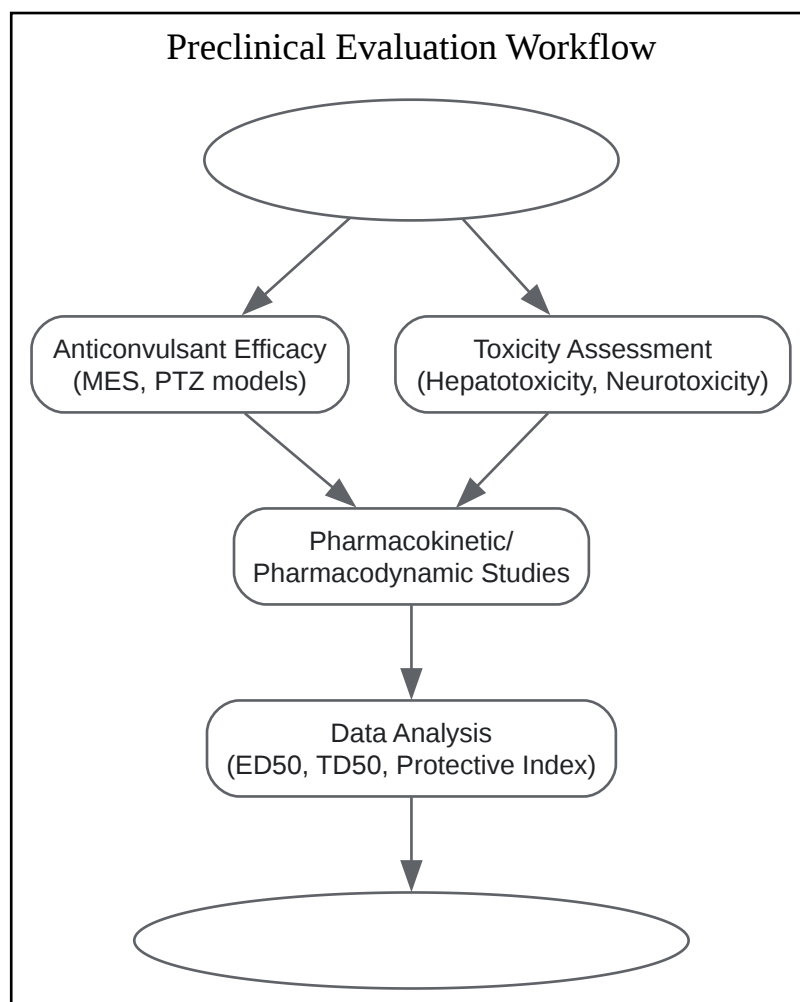 Preclinical Evaluation Workflow
Anticonvulsant Efficacy
(MES, PTZ models)
Toxicity Assessment
(Hepatotoxicity, Neurotoxicity)
Pharmacokinetic/
Pharmacodynamic Studies
Data Analysis
(ED50, TD50, Protective Index)